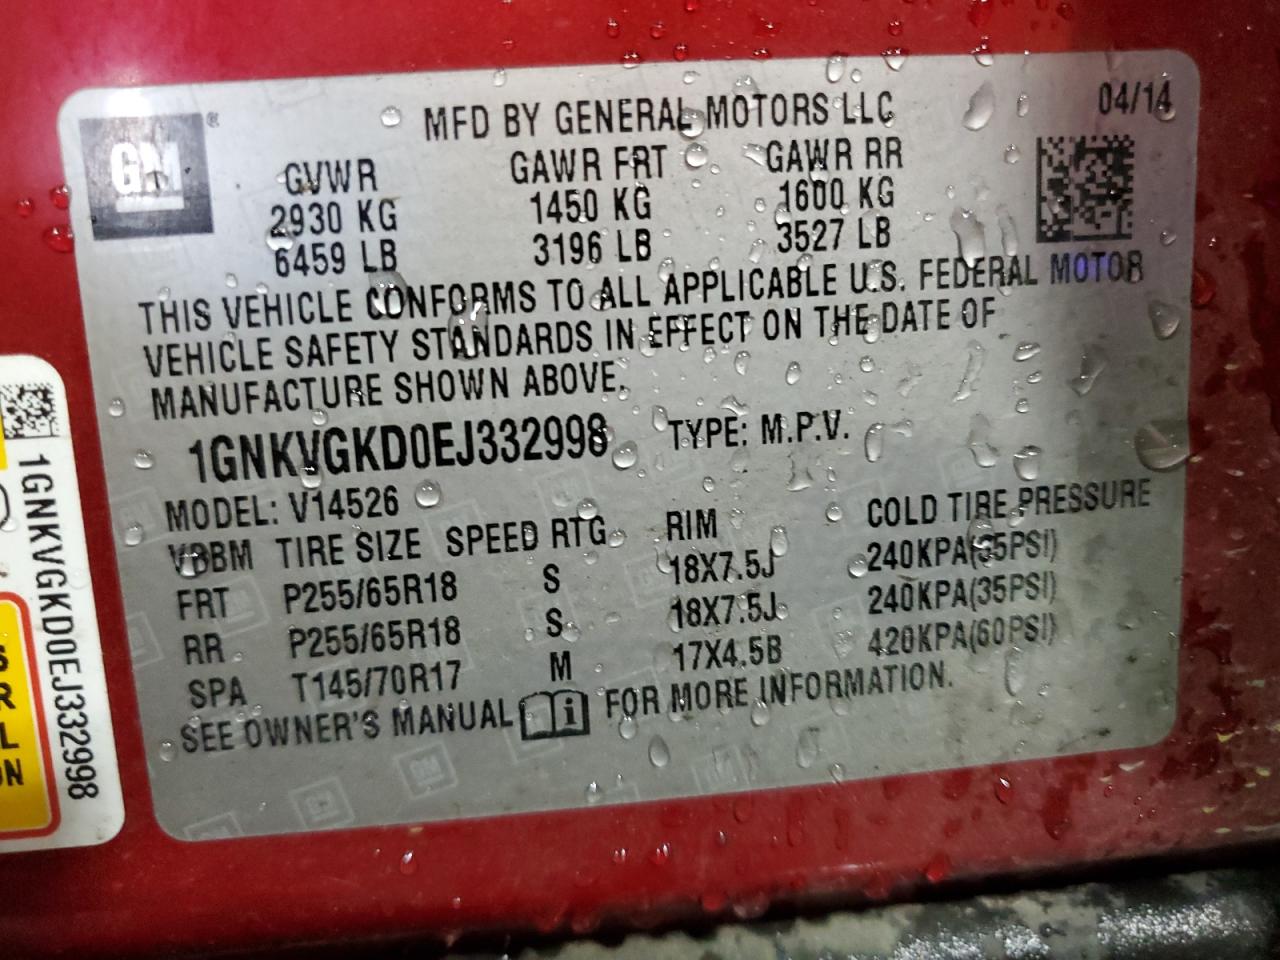 GM ®
MFD BY GENERAL MOTORS LLC
04/14
GVWR GAWR FRT GAWR RR
2930 KG 1450 KG 1600 KG
6459 LB 3196 LB 3527 LB
THIS VEHICLE CONFORMS TO ALL APPLICABLE U.S. FEDERAL MOTOR
VEHICLE SAFETY STANDARDS IN EFFECT ON THE DATE OF
MANUFACTURE SHOWN ABOVE.
1GNKVGKD0EJ332998 TYPE: M.P.V.
MODEL: V14526
VBBM TIRE SIZE SPEED RTG RIM COLD TIRE PRESSURE
FRT P255/65R18 S 18X7.5J 240KPA(35PSI)
RR P255/65R18 S 18X7.5J 240KPA(35PSI)
SPA T145/70R17 M 17X4.5B 420KPA(60PSI)
SEE OWNER'S MANUAL i FOR MORE INFORMATION.
1GNKVGKD0EJ332998
S
R
L
ON